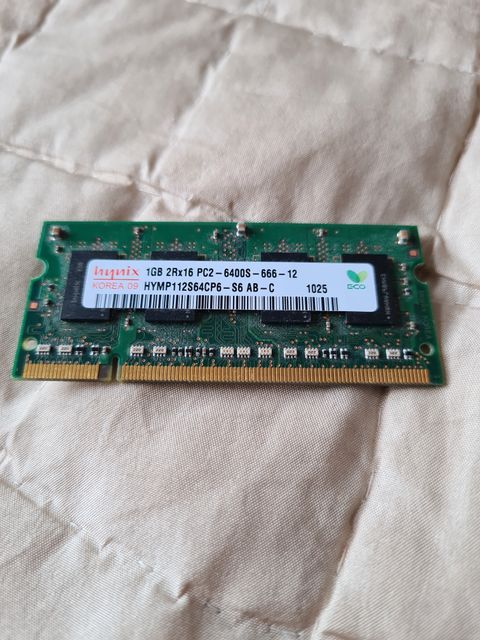 hynix 1GB 2Rx16 PC2-6400S-666-12
KOREA 09 HYMP112S64CP6-S6 AB-C 1025
ECO